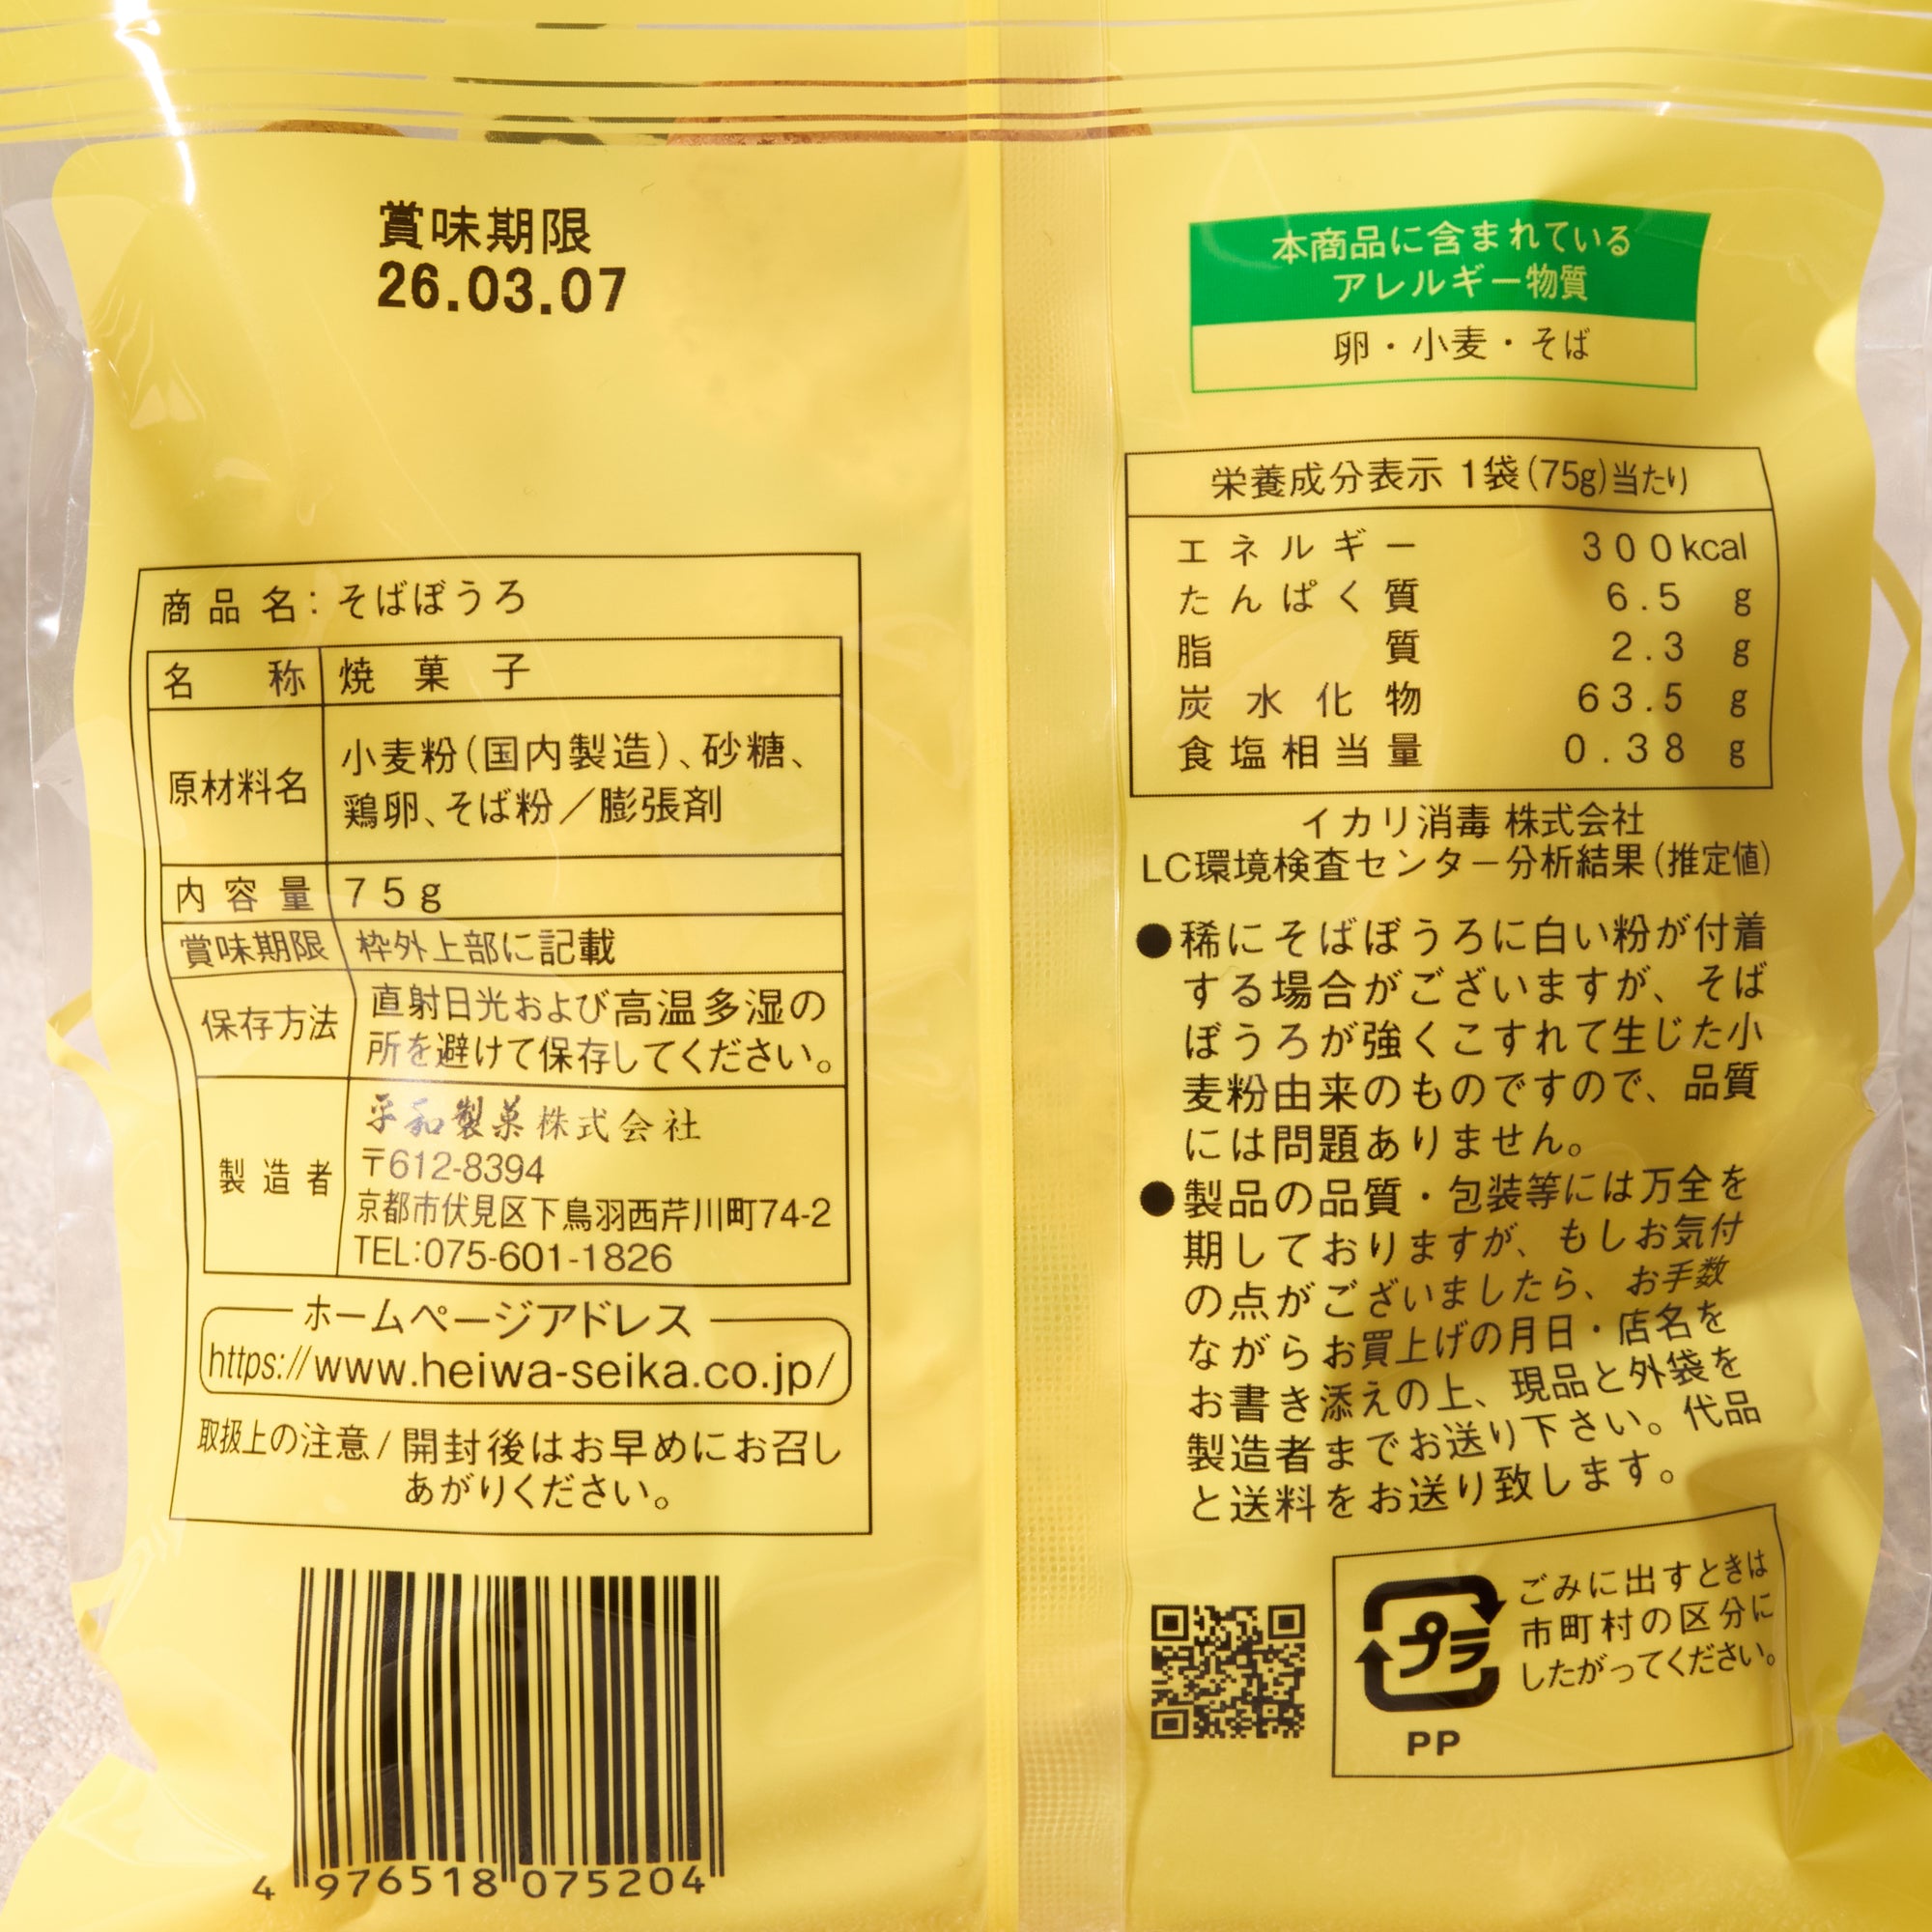 賞味期限
26.03.07
商品名：そばぼうろ
名称 焼菓子
原材料名 小麦粉(国内製造)、砂糖、
鶏卵、そば粉／膨張剤
内容量 75g
賞味期限 枠外上部に記載
保存方法 直射日光および高温多湿の
所を避けて保存してください。
製造者 平和製菓株式会社
〒612-8394
京都市伏見区下鳥羽西芹川町74-2
TEL:075-601-1826
ホームページアドレス
https://www.heiwa-seika.co.jp/
取扱上の注意/開封後はお早めにお召し
あがりください。
4 976518 075204
本商品に含まれている
アレルギー物質
卵・小麦・そば
栄養成分表示 1袋(75g)当たり
エネルギー 300kcal
たんぱく質 6.5 g
脂質 2.3 g
炭水化物 63.5 g
食塩相当量 0.38 g
イカリ消毒 株式会社
LC環境検査センター分析結果(推定値)
●稀にそばぼうろに白い粉が付着
する場合がございますが、そば
ぼうろが強くこすれて生じた小
麦粉由来のものですので、品質
には問題ありません。
●製品の品質・包装等には万全を
期しておりますが、もしお気付
の点がございましたら、お手数
ながらお買上げの月日・店名を
お書き添えの上、現品と外袋を
製造者までお送り下さい。代品
と送料をお送り致します。
プラ
PP
ごみに出すときは
市町村の区分に
したがってください。